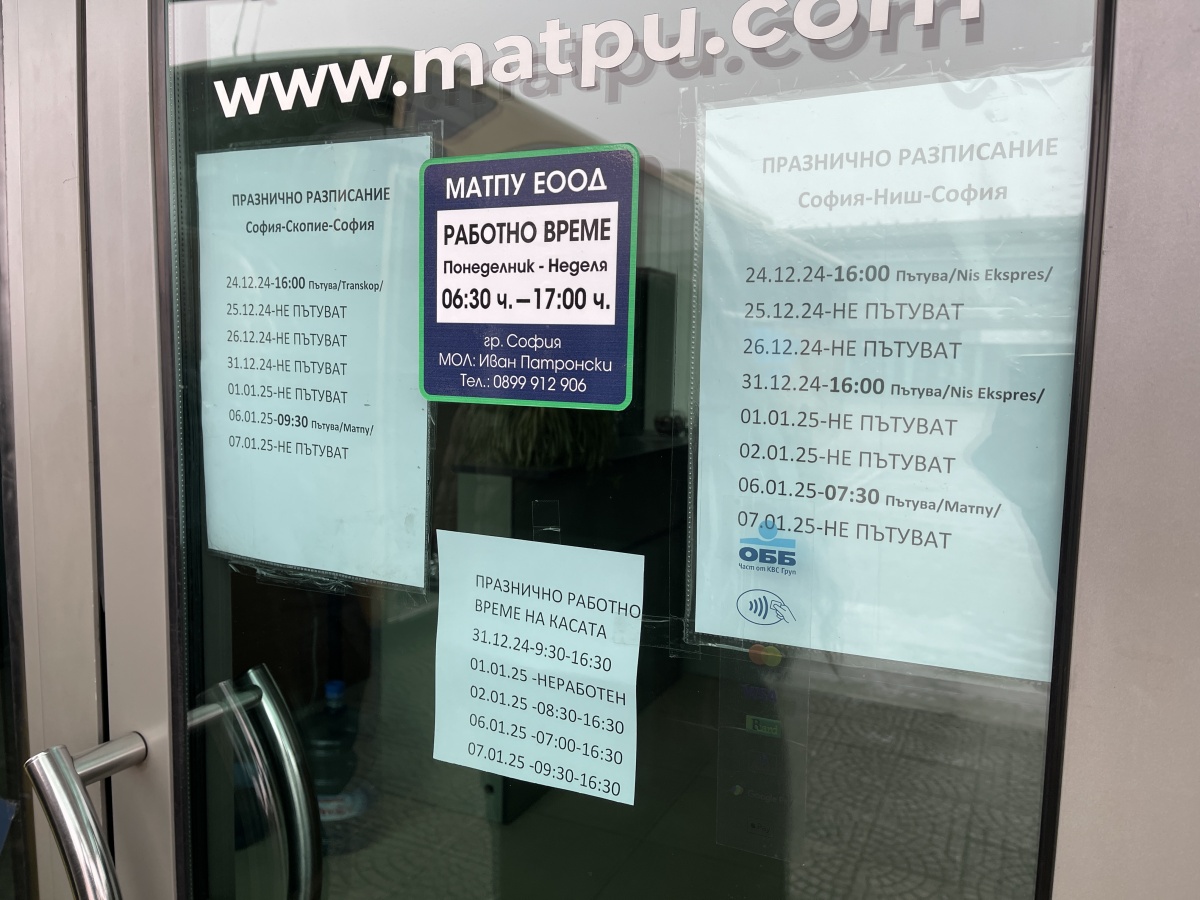 www.matpu.com
ПРАЗНИЧНО РАЗПИСАНИЕ
София-Скопие-София
24.12.24-16:00 Пътува/Transkop/
25.12.24-НЕ ПЪТУВАТ
26.12.24-НЕ ПЪТУВАТ
31.12.24-НЕ ПЪТУВАТ
01.01.25-НЕ ПЪТУВАТ
06.01.25-09:30 Пътува/Матпу/
07.01.25-НЕ ПЪТУВАТ
МАТПУ ЕООД
РАБОТНО ВРЕМЕ
Понеделник - Неделя
06:30 ч. – 17:00 ч.
гр. София
МОЛ: Иван Патронски
Тел.: 0899 912 906
ПРАЗНИЧНО РАЗПИСАНИЕ
София-Ниш-София
24.12.24-16:00 Пътува/Nis Ekspres/
25.12.24-НЕ ПЪТУВАТ
26.12.24-НЕ ПЪТУВАТ
31.12.24-16:00 Пътува/Nis Ekspres/
01.01.25-НЕ ПЪТУВАТ
02.01.25-НЕ ПЪТУВАТ
06.01.25-07:30 Пътува/Матпу/
07.01.25-НЕ ПЪТУВАТ
ОББ
Част от КВС Груп
ПРАЗНИЧНО РАБОТНО
ВРЕМЕ НА КАСАТА
31.12.24-9:30-16:30
01.01.25 -НЕРАБОТЕН
02.01.25 -08:30-16:30
06.01.25 -07:00-16:30
07.01.25 -09:30-16:30